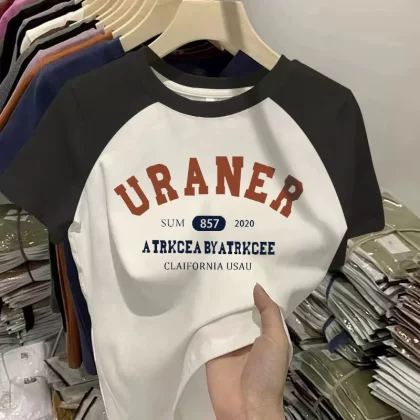 URANER
SUM 857 2020
ATRKCEA BYATRKCEE
CLAIFORNIA USAU